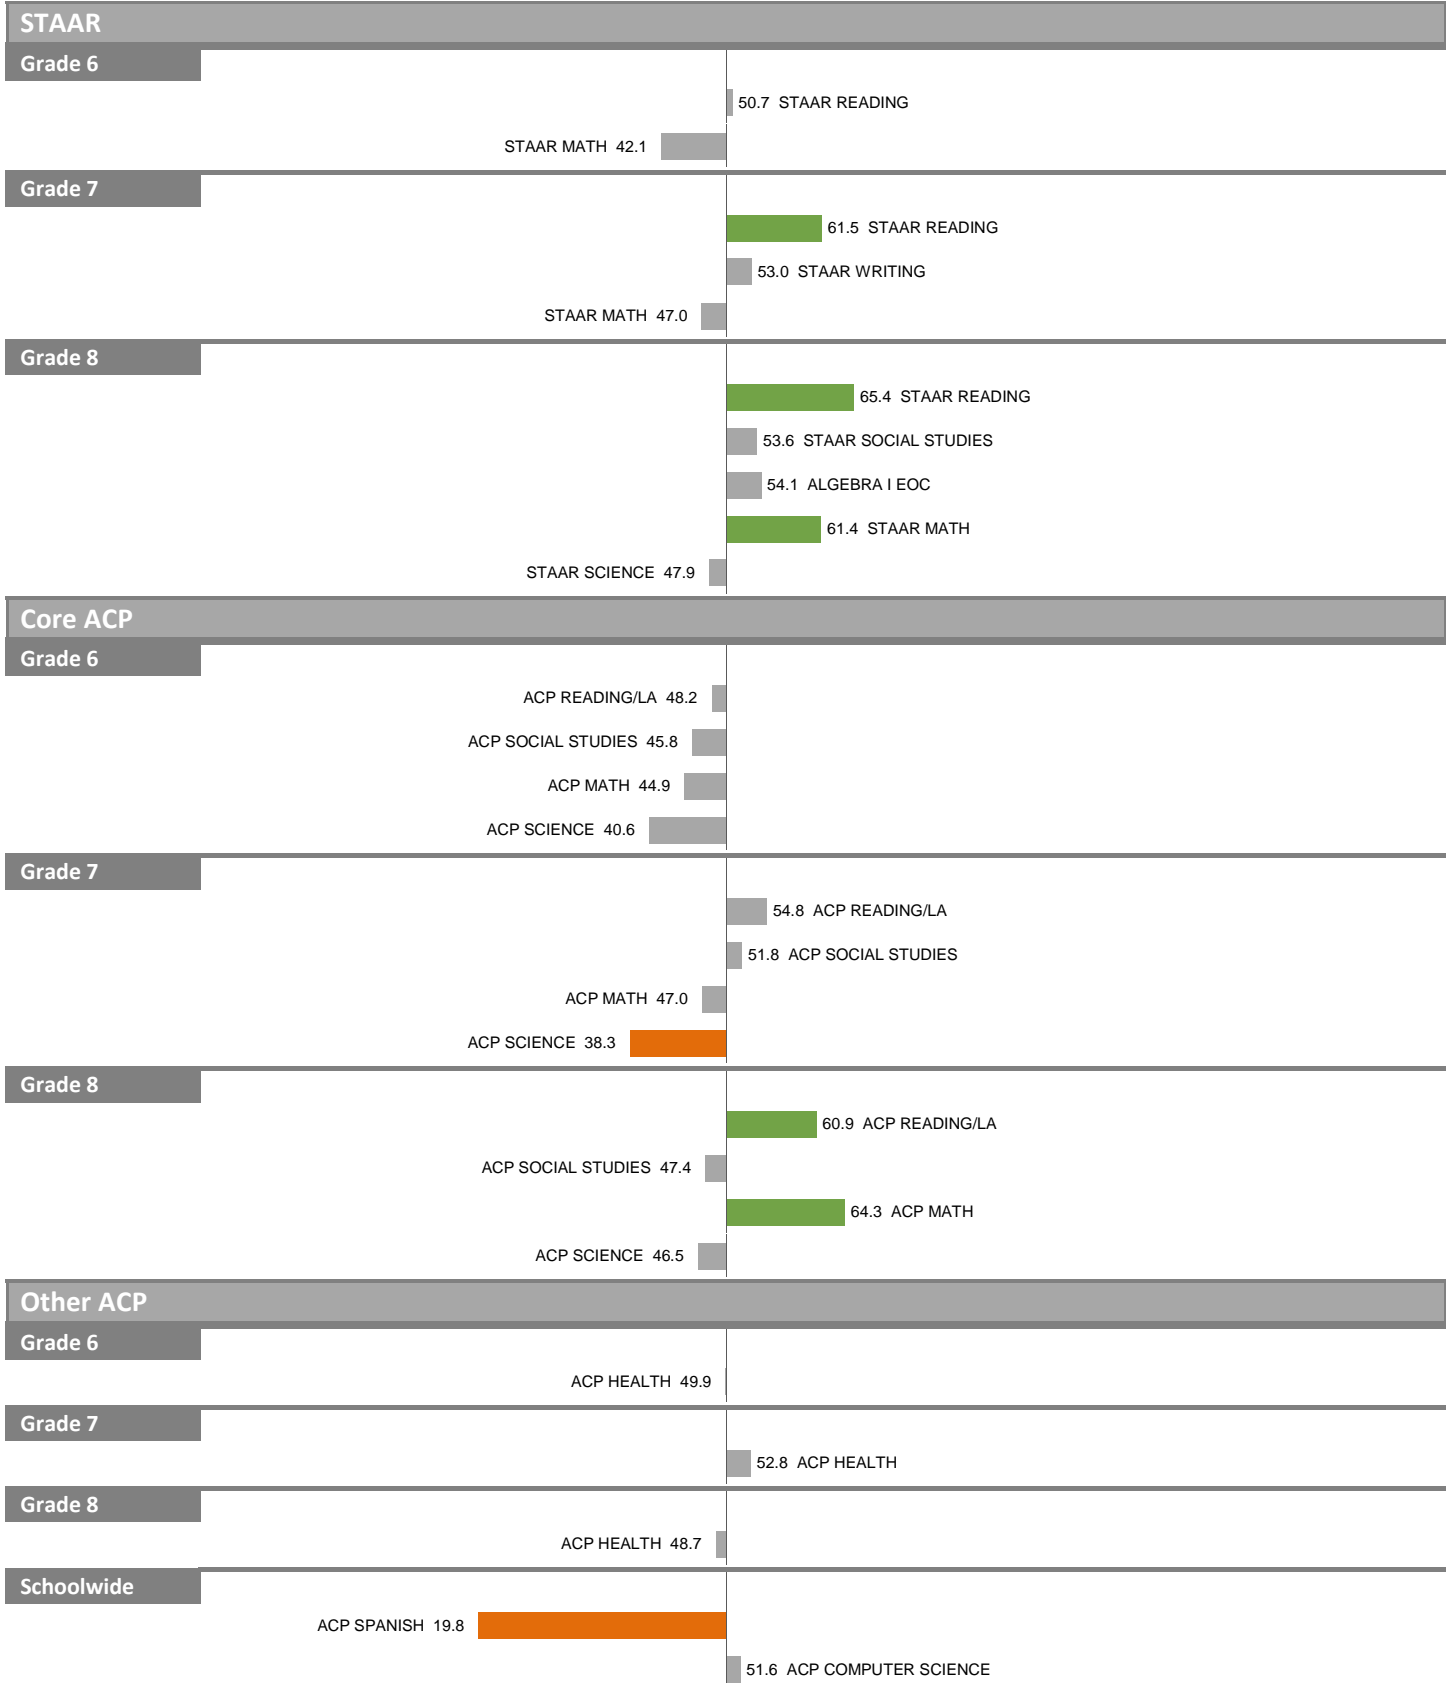 STAAR
Grade 6
50.7 STAAR READING
STAAR MATH 42.1
Grade 7
61.5 STAAR READING
53.0 STAAR WRITING
STAAR MATH 47.0
Grade 8
65.4 STAAR READING
53.6 STAAR SOCIAL STUDIES
54.1 ALGEBRA I EOC
61.4 STAAR MATH
STAAR SCIENCE 47.9
Core ACP
Grade 6
ACP READING/LA 48.2
ACP SOCIAL STUDIES 45.8
ACP MATH 44.9
ACP SCIENCE 40.6
Grade 7
54.8 ACP READING/LA
51.8 ACP SOCIAL STUDIES
ACP MATH 47.0
ACP SCIENCE 38.3
Grade 8
60.9 ACP READING/LA
ACP SOCIAL STUDIES 47.4
64.3 ACP MATH
ACP SCIENCE 46.5
Other ACP
Grade 6
ACP HEALTH 49.9
Grade 7
52.8 ACP HEALTH
Grade 8
ACP HEALTH 48.7
Schoolwide
ACP SPANISH 19.8
51.6 ACP COMPUTER SCIENCE